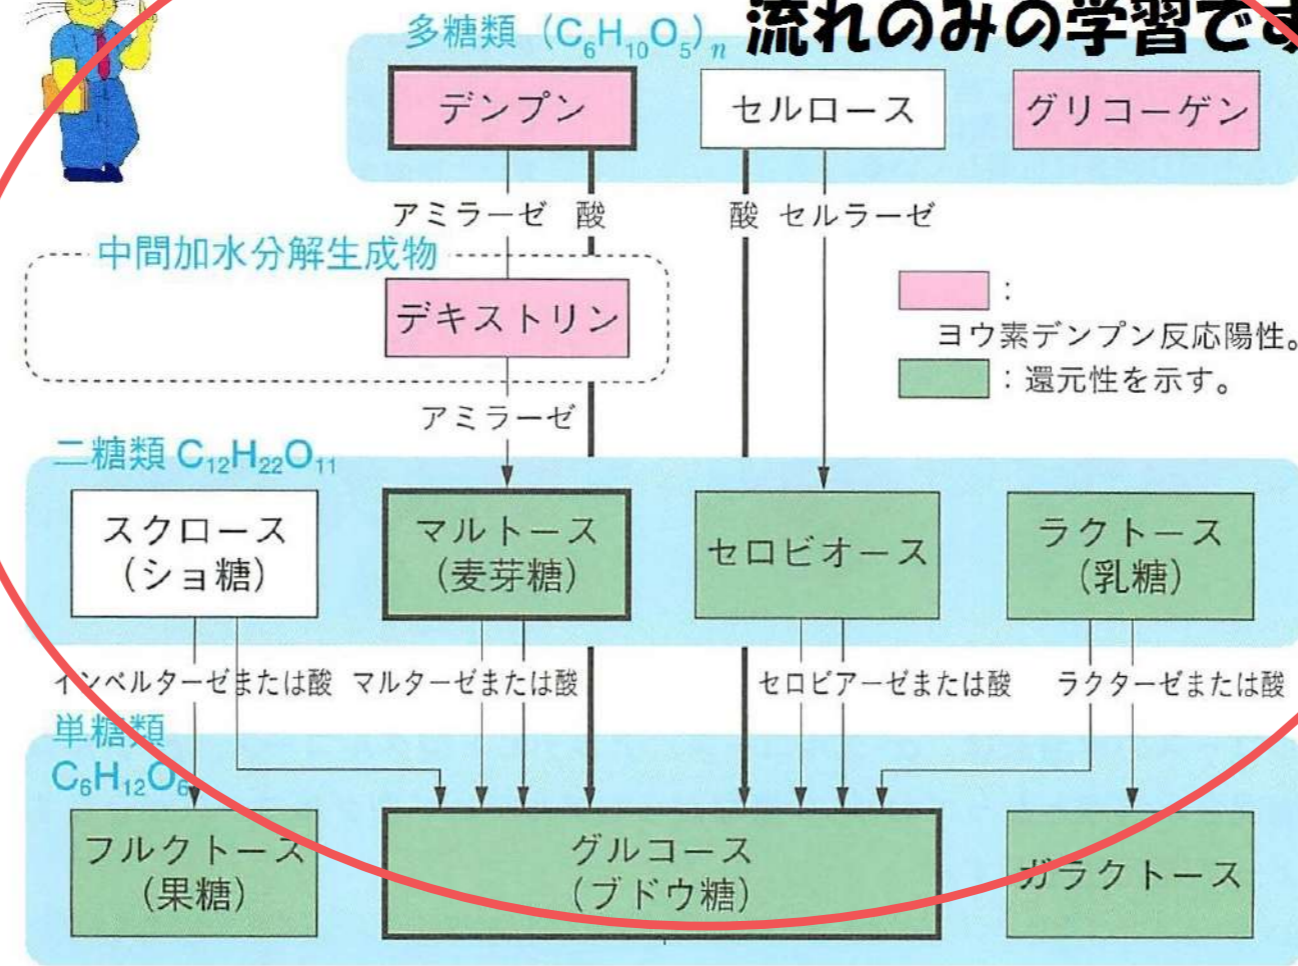 多糖類 (C₆H₁₀O₅)ₙ 流れのみの学習です
デンプン セルロース グリコーゲン
アミラーゼ 酸 酸 セルラーゼ
中間加水分解生成物
デキストリン
:
ヨウ素デンプン反応陽性。
:還元性を示す。
アミラーゼ
二糖類 C₁₂H₂₂O₁₁
スクロース
(ショ糖)
マルトース
(麦芽糖)
セロビオース
ラクトース
(乳糖)
インベルターゼまたは酸 マルターゼまたは酸 セロビアーゼまたは酸 ラクターゼまたは酸
単糖類
C₆H₁₂O₆
フルクトース
(果糖)
グルコース
(ブドウ糖)
ガラクトース